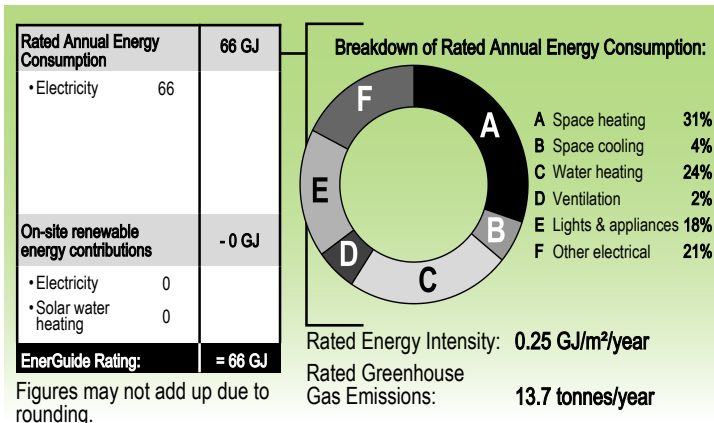 Rated Annual Energy
Consumption
66 GJ
• Electricity 66
On-site renewable
energy contributions
- 0 GJ
• Electricity 0
• Solar water
heating 0
EnerGuide Rating: = 66 GJ
Figures may not add up due to
rounding.
Breakdown of Rated Annual Energy Consumption:
A
B
C
D
E
F
A Space heating 31%
B Space cooling 4%
C Water heating 24%
D Ventilation 2%
E Lights & appliances 18%
F Other electrical 21%
Rated Energy Intensity: 0.25 GJ/m²/year
Rated Greenhouse
Gas Emissions: 13.7 tonnes/year